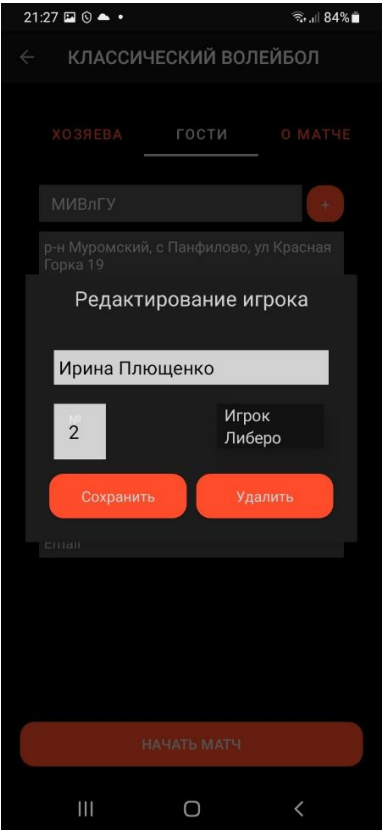 21:27 84%
КЛАССИЧЕСКИЙ ВОЛЕЙБОЛ
ХОЗЯЕВА ГОСТИ О МАТЧЕ
МИВлГУ +
р-н Муромский, с Панфилово, ул Красная
Горка 19
Редактирование игрока
Ирина Плющенко
№
2
Игрок
Либеро
Сохранить Удалить
Email
НАЧАТЬ МАТЧ